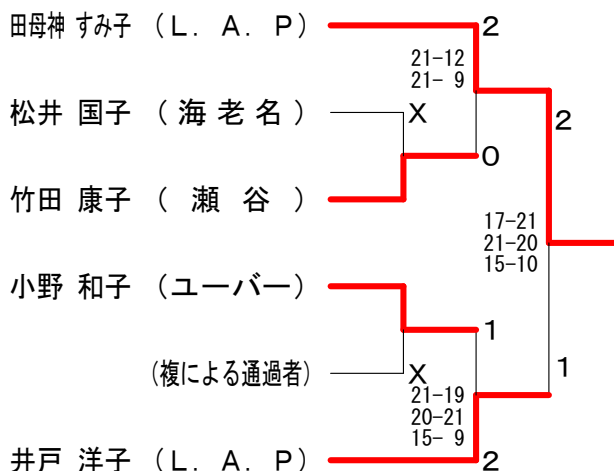 田母神 すみ子 (L. A. P) 2
21-12
21- 9
松井 国子 (海老名) X
2
0
竹田 康子 (瀬谷)
17-21
21-20
15-10
小野 和子 (ユーバー)
1
(複による通過者) X
1
21-19
20-21
15- 9
井戸 洋子 (L. A. P) 2